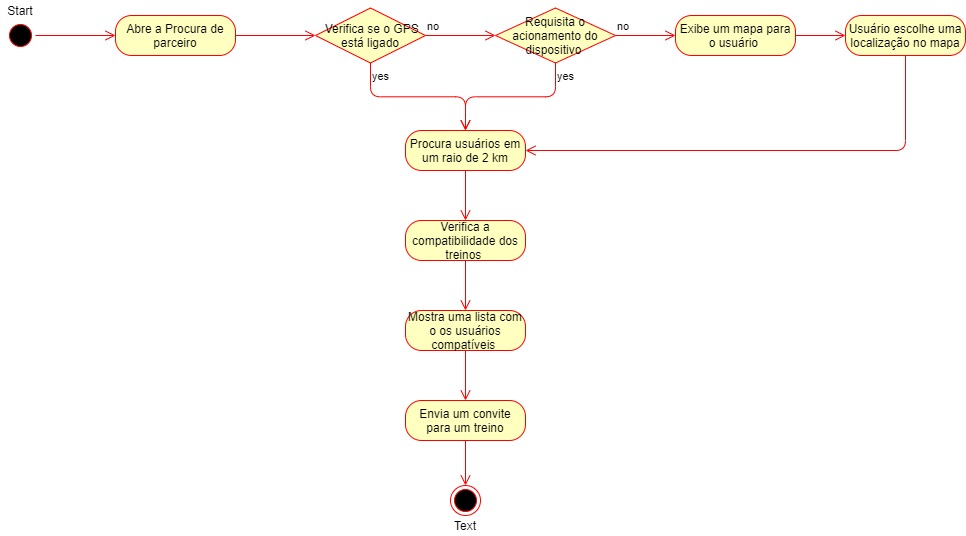 Start
Abre a Procura de
parceiro
Verifica se o GPS
está ligado
no
Requisita o
acionamento do
dispositivo
no
Exibe um mapa para
o usuário
Usuário escolhe uma
localização no mapa
yes
yes
Procura usuários em
um raio de 2 km
Verifica a
compatibilidade dos
treinos
Mostra uma lista com
o os usuários
compatíveis
Envia um convite
para um treino
Text